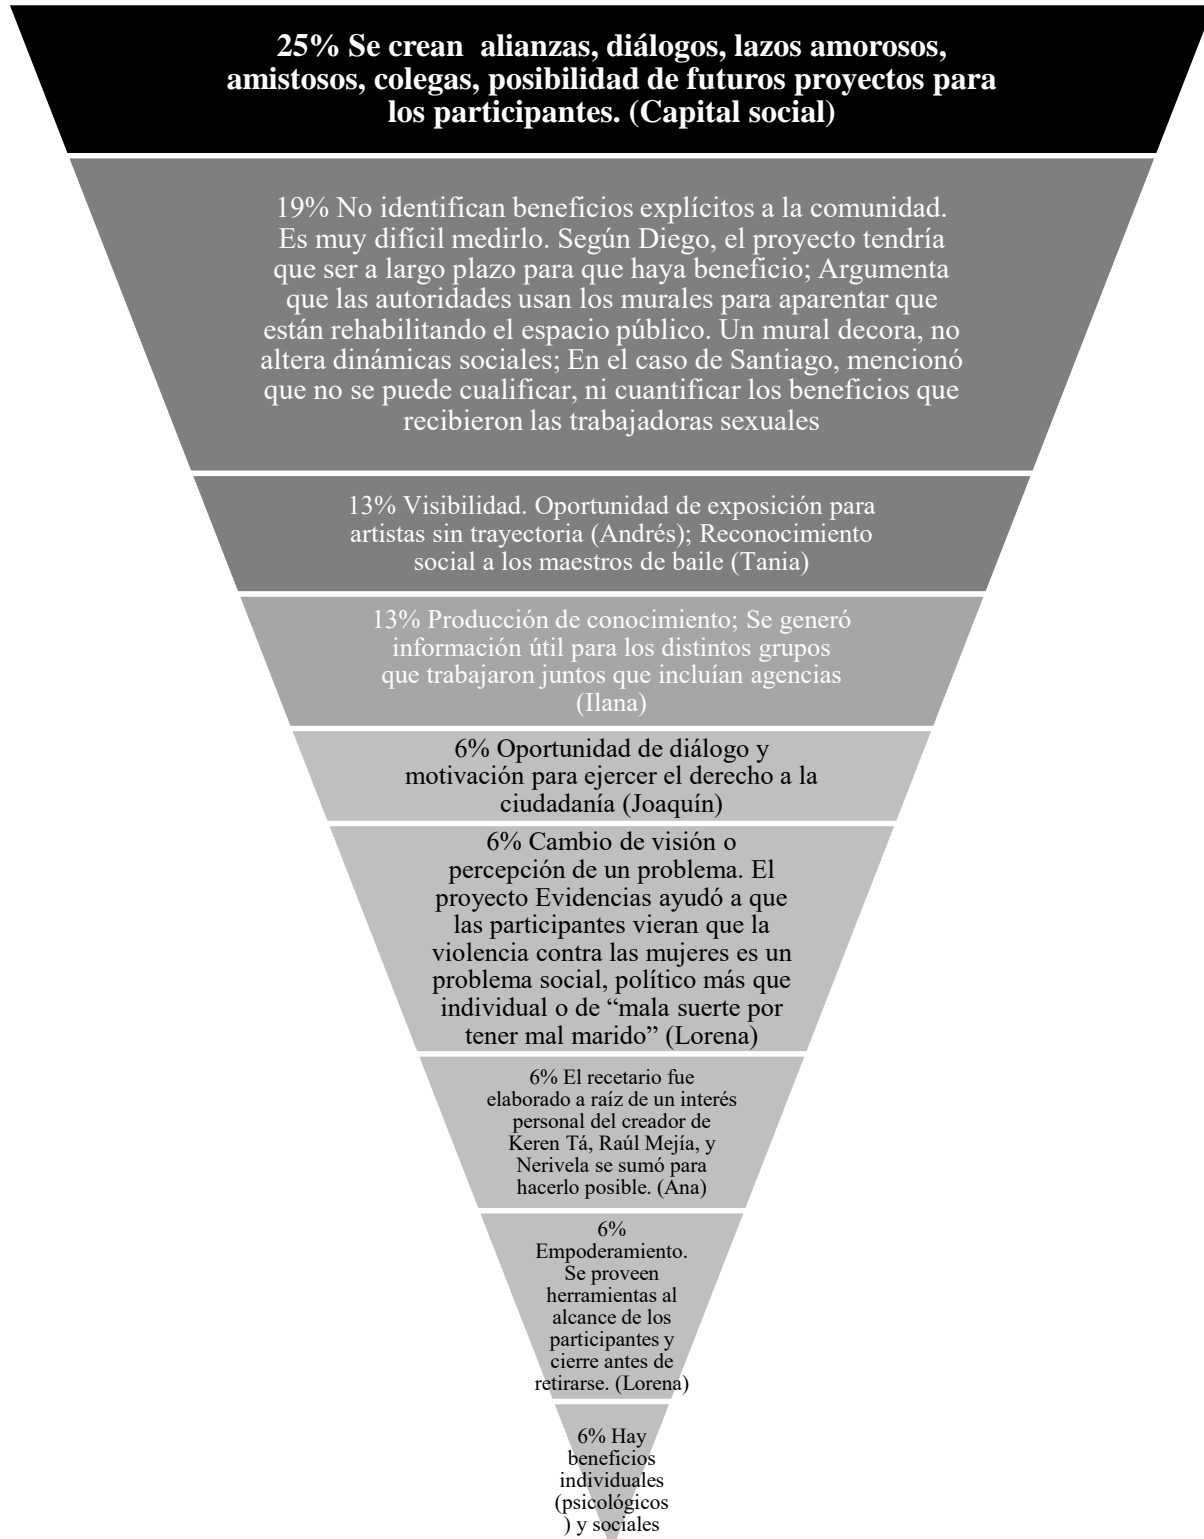 25% Se crean  alianzas, diálogos, lazos amorosos,
amistosos, colegas, posibilidad de futuros proyectos para
los participantes. (Capital social)
19% No identifican beneficios explícitos a la comunidad.
Es muy difícil medirlo. Según Diego, el proyecto tendría
que ser a largo plazo para que haya beneficio; Argumenta
que las autoridades usan los murales para aparentar que
están rehabilitando el espacio público. Un mural decora, no
altera dinámicas sociales; En el caso de Santiago, mencionó
que no se puede cualificar, ni cuantificar los beneficios que
recibieron las trabajadoras sexuales
13% Visibilidad. Oportunidad de exposición para
artistas sin trayectoria (Andrés); Reconocimiento
social a los maestros de baile (Tania)
13% Producción de conocimiento; Se generó
información útil para los distintos grupos
que trabajaron juntos que incluían agencias
(Ilana)
6% Oportunidad de diálogo y
motivación para ejercer el derecho a la
ciudadanía (Joaquín)
6% Cambio de visión o
percepción de un problema. El
proyecto Evidencias ayudó a que
las participantes vieran que la
violencia contra las mujeres es un
problema social, político más que
individual o de “mala suerte por
tener mal marido” (Lorena)
6% El recetario fue
elaborado a raíz de un interés
personal del creador de
Keren Tá, Raúl Mejía, y
Nerivela se sumó para
hacerlo posible. (Ana)
6%
Empoderamiento.
Se proveen
herramientas al
alcance de los
participantes y
cierre antes de
retirarse. (Lorena)
6% Hay
beneficios
individuales
(psicológicos
) y sociales